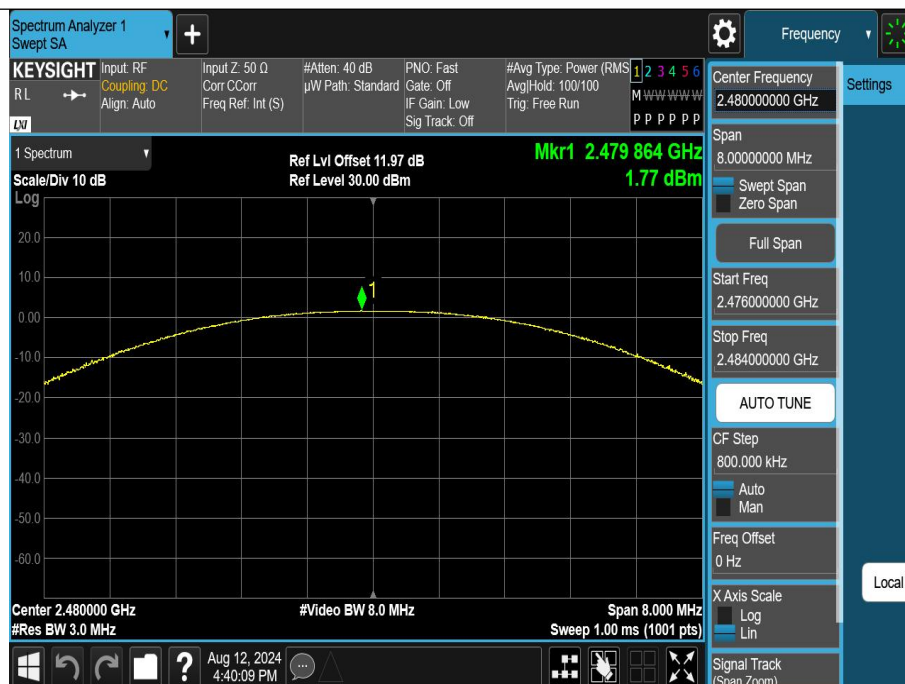 Spectrum Analyzer 1
Swept SA
+
Frequency
KEYSIGHT
RL
LXI
Input: RF
Coupling: DC
Align: Auto
Input Z: 50 Ω
Corr CCorr
Freq Ref: Int (S)
#Atten: 40 dB
µW Path: Standard
PNO: Fast
Gate: Off
IF Gain: Low
Sig Track: Off
#Avg Type: Power (RMS
Avg|Hold: 100/100
Trig: Free Run
1 2 3 4 5 6
M W W W W W
P P P P P P
1 Spectrum
Scale/Div 10 dB
Log
Ref Lvl Offset 11.97 dB
Ref Level 30.00 dBm
Mkr1 2.479 864 GHz
1.77 dBm
20.0
10.0
0.00
-10.0
-20.0
-30.0
-40.0
-50.0
-60.0
1
Center 2.480000 GHz
#Res BW 3.0 MHz
#Video BW 8.0 MHz
Span 8.000 MHz
Sweep 1.00 ms (1001 pts)
Center Frequency
2.480000000 GHz
Span
8.00000000 MHz
Swept Span
Zero Span
Full Span
Start Freq
2.476000000 GHz
Stop Freq
2.484000000 GHz
AUTO TUNE
CF Step
800.000 kHz
Auto
Man
Freq Offset
0 Hz
X Axis Scale
Log
Lin
Signal Track
(Span Zoom)
Settings
Local
?
Aug 12, 2024
4:40:09 PM